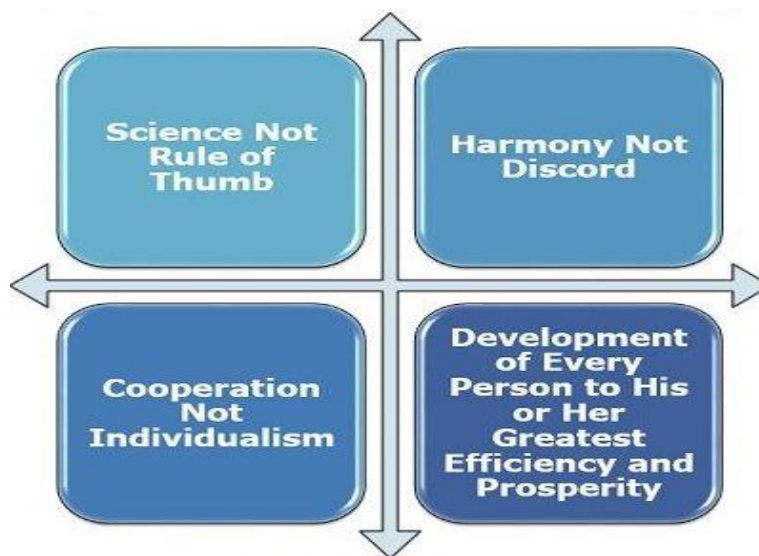 Science Not
Rule of
Thumb
Harmony Not
Discord
Cooperation
Not
Individualism
Development
of Every
Person to His
or Her
Greatest
Efficiency and
Prosperity